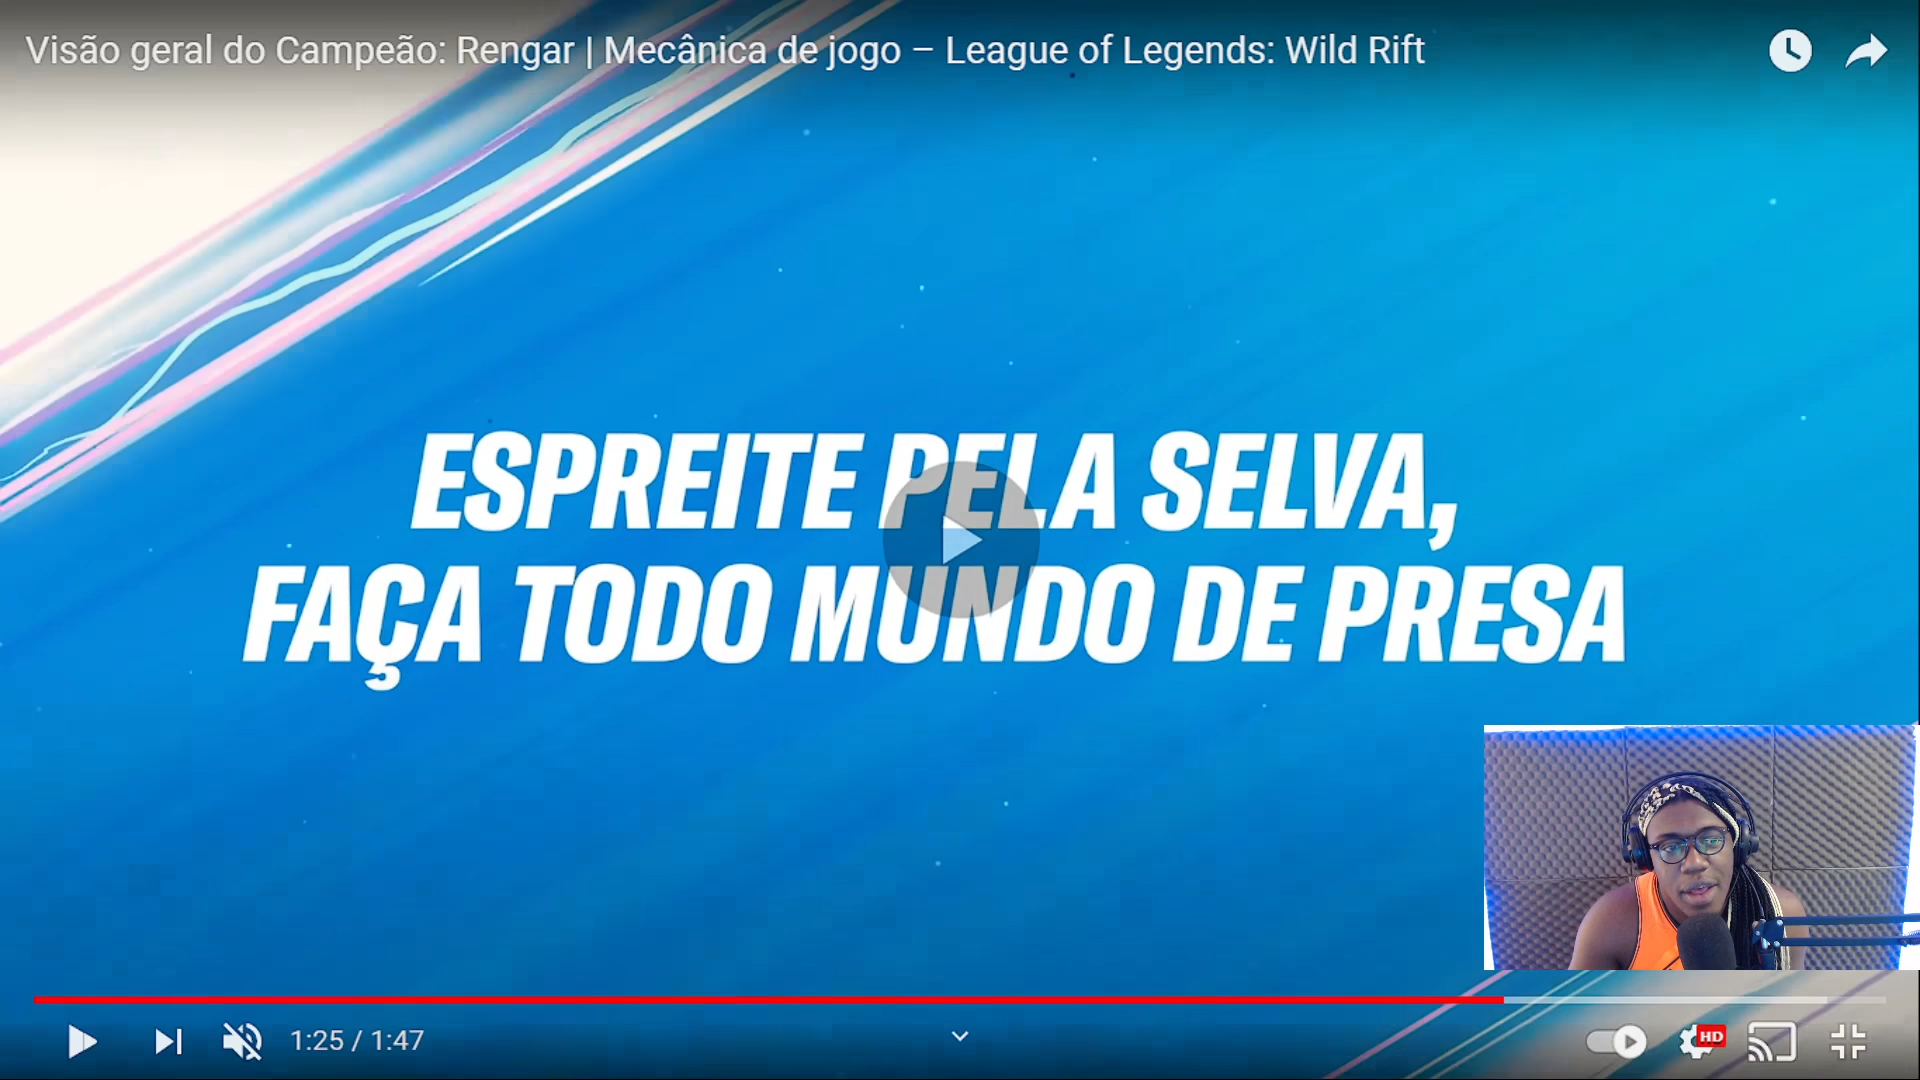 Visão geral do Campeão: Rengar | Mecânica de jogo – League of Legends: Wild Rift
ESPREITE PELA SELVA,
FAÇA TODO MUNDO DE PRESA
1:25 / 1:47
HD